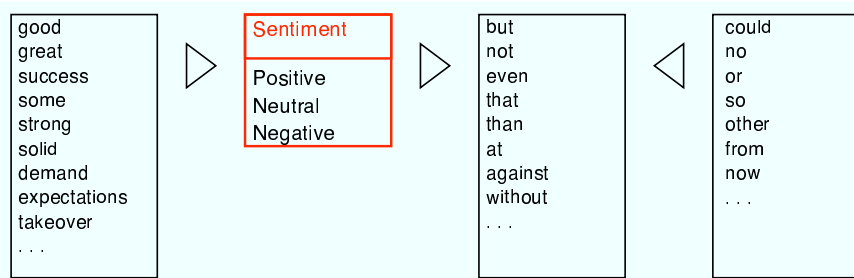 good
great
success
some
strong
solid
demand
expectations
takeover
. . .
Sentiment
Positive
Neutral
Negative
but
not
even
that
than
at
against
without
. . .
could
no
or
so
other
from
now
. . .